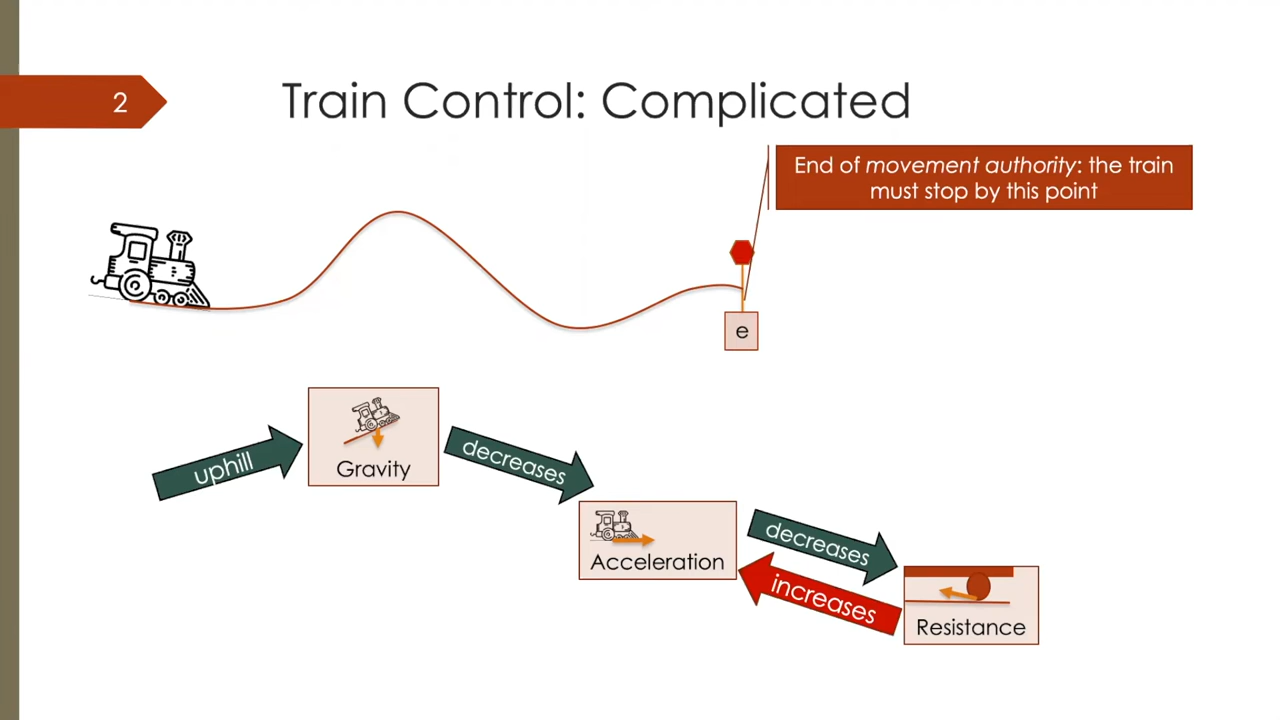 2
Train Control: Complicated
End of movement authority: the train
must stop by this point
e
uphill
Gravity
decreases
Acceleration
decreases
increases
Resistance